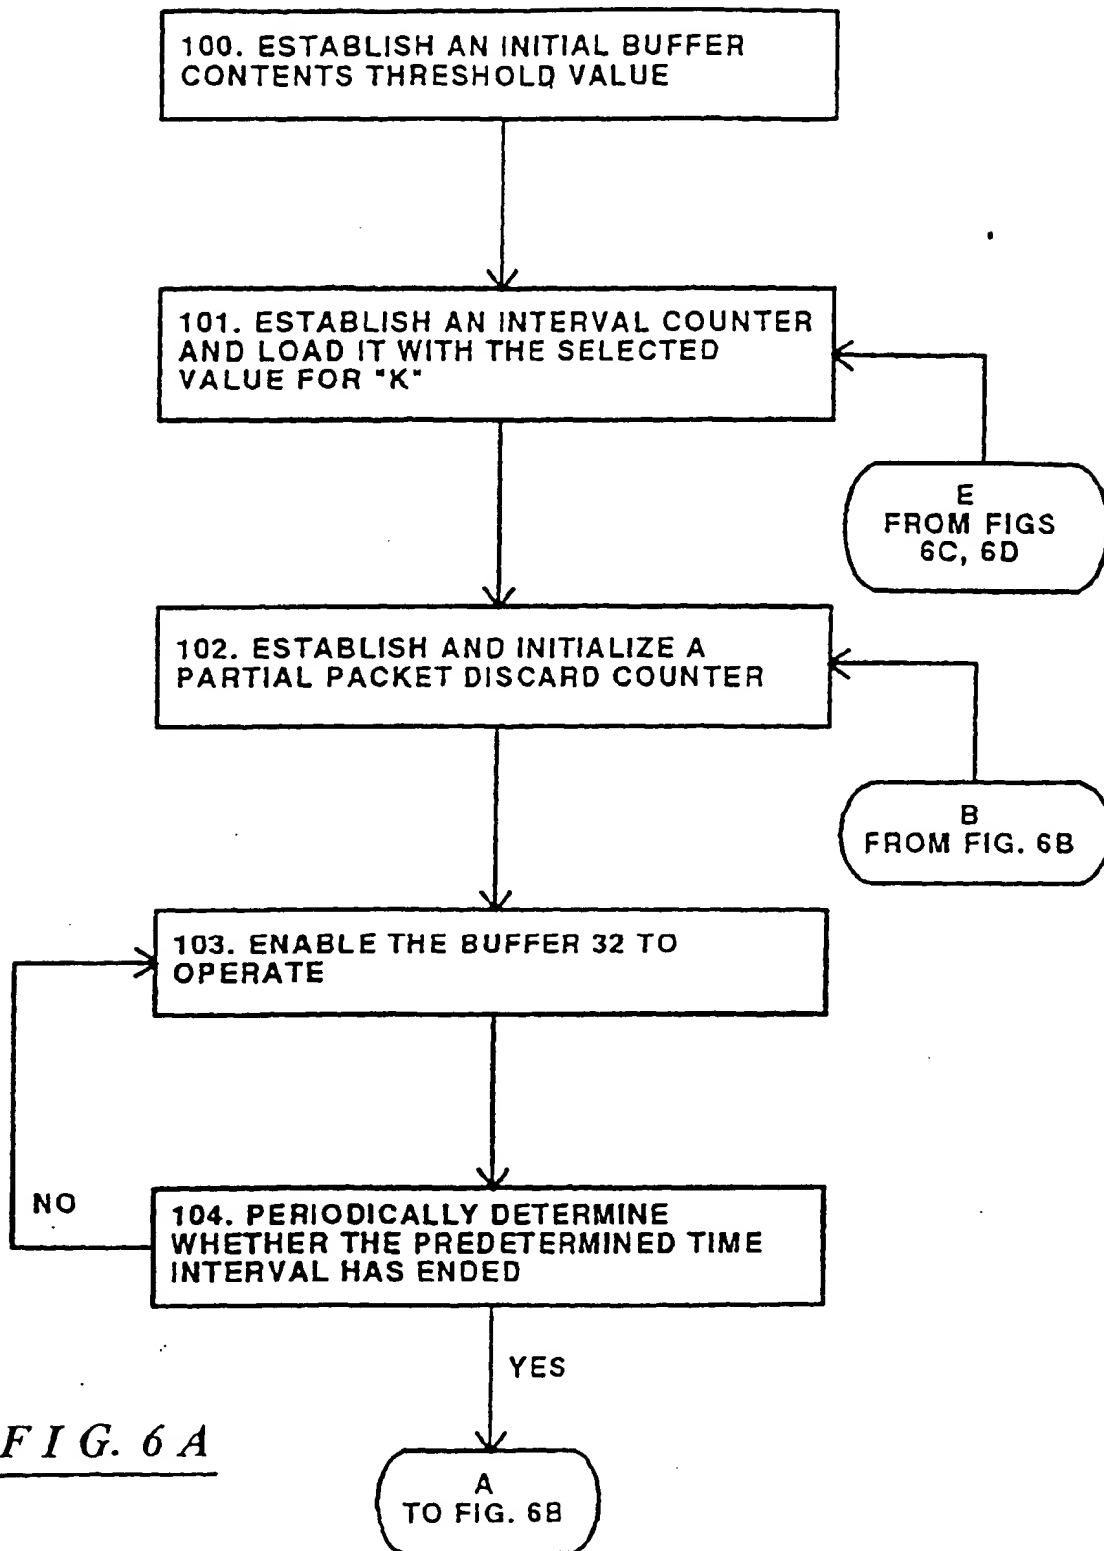 100. ESTABLISH AN INITIAL BUFFER
CONTENTS THRESHOLD VALUE
101. ESTABLISH AN INTERVAL COUNTER
AND LOAD IT WITH THE SELECTED
VALUE FOR "K"
E
FROM FIGS
6C, 6D
102. ESTABLISH AND INITIALIZE A
PARTIAL PACKET DISCARD COUNTER
B
FROM FIG. 6B
103. ENABLE THE BUFFER 32 TO
OPERATE
NO
104. PERIODICALLY DETERMINE
WHETHER THE PREDETERMINED TIME
INTERVAL HAS ENDED
YES
FIG. 6A
A
TO FIG. 6B